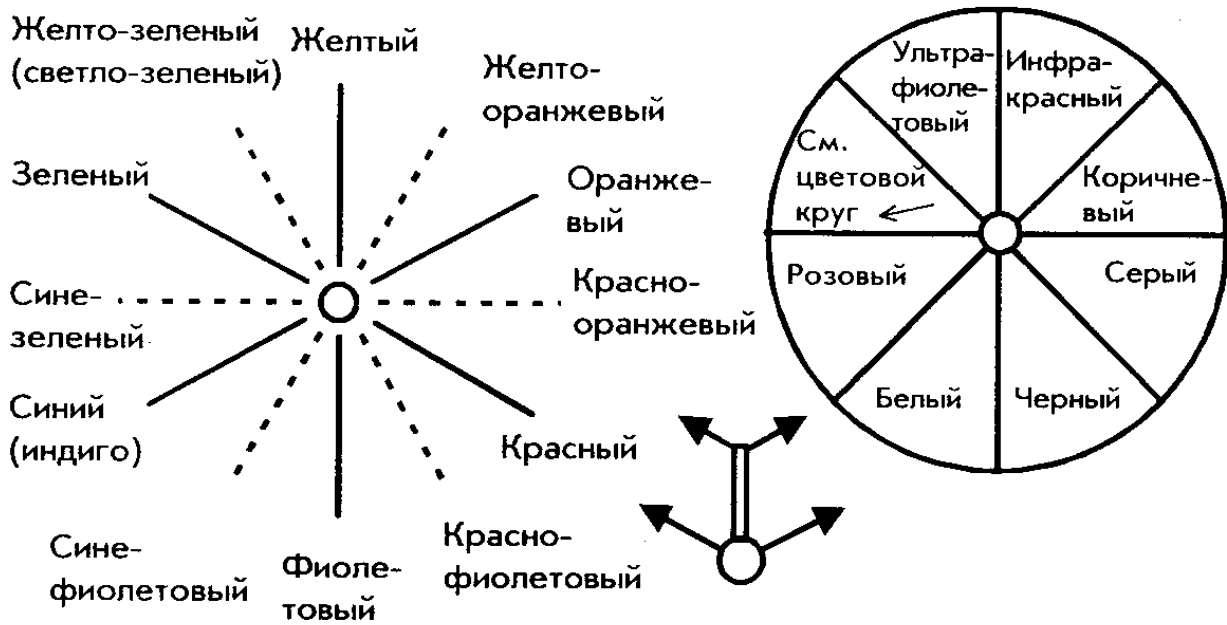 Желто-зеленый
(светло-зеленый)
Желтый
Желто-
оранжевый
Зеленый
Оранже-
вый
Сине-
зеленый
Красно-
оранжевый
Синий
(индиго)
Красный
Сине-
фиолетовый
Фиоле-
товый
Красно-
фиолетовый
Ультра-
фиоле-
товый
Инфра-
красный
См.
цветовой
круг
Коричне-
вый
Розовый
Серый
Белый
Черный